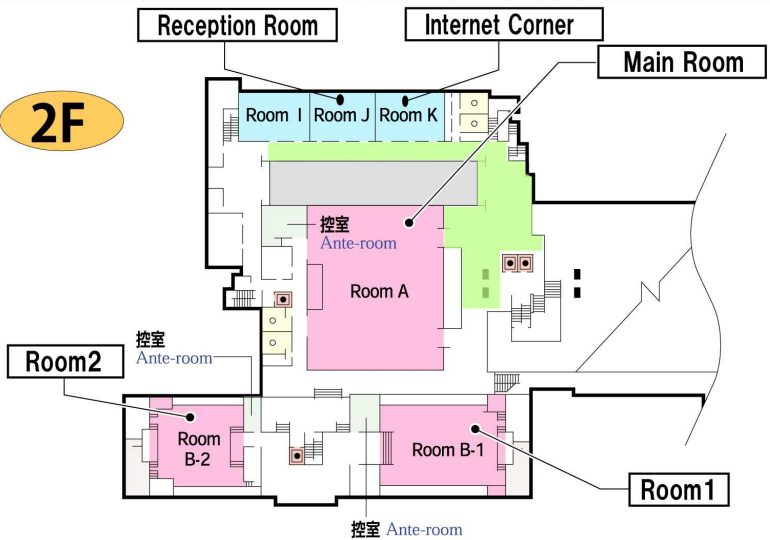 Reception Room
Internet Corner
Main Room
2F
Room I
Room J
Room K
控室
Ante-room
Room A
控室
Ante-room
Room2
Room
B-2
Room B-1
Room1
控室 Ante-room